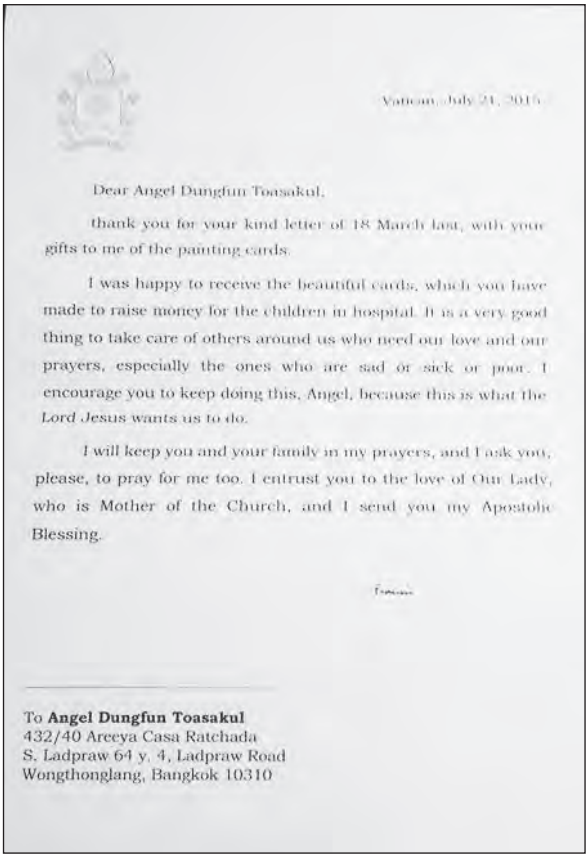 Vatican, July 21, 2015
Dear Angel Dungfun Toasakul,
thank you for your kind letter of 18 March last, with your
gifts to me of the painting cards.
I was happy to receive the beautiful cards, which you have
made to raise money for the children in hospital. It is a very good
thing to take care of others around us who need our love and our
prayers, especially the ones who are sad or sick or poor. I
encourage you to keep doing this, Angel, because this is what the
Lord Jesus wants us to do.
I will keep you and your family in my prayers, and I ask you,
please, to pray for me too. I entrust you to the love of Our Lady,
who is Mother of the Church, and I send you my Apostolic
Blessing.
To Angel Dungfun Toasakul
432/40 Areeya Casa Ratchada
S. Ladpraw 64 y. 4, Ladpraw Road
Wongthonglang, Bangkok 10310